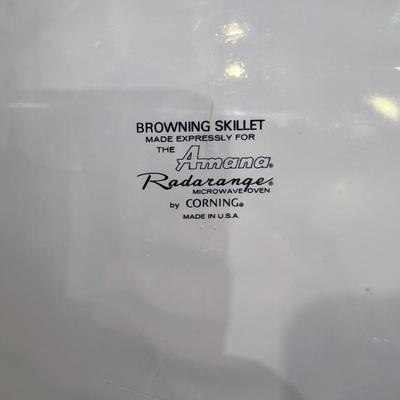 BROWNING SKILLET
MADE EXPRESSLY FOR
THE Amana®
Radarange®
MICROWAVE OVEN
by CORNING®
MADE IN U.S.A.